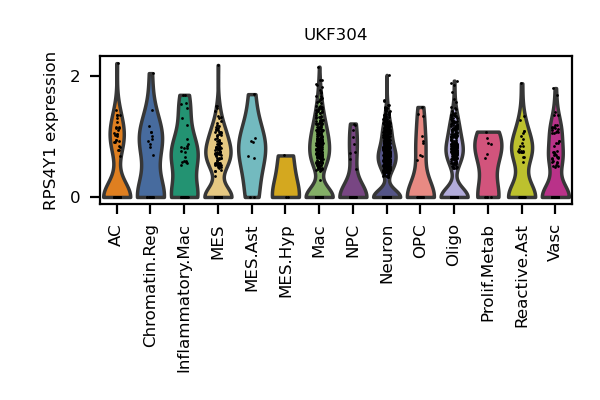 UKF304
RPS4Y1 expression
2
0
AC
Chromatin.Reg
Inflammatory.Mac
MES
MES.Ast
MES.Hyp
Mac
NPC
Neuron
OPC
Oligo
Prolif.Metab
Reactive.Ast
Vasc